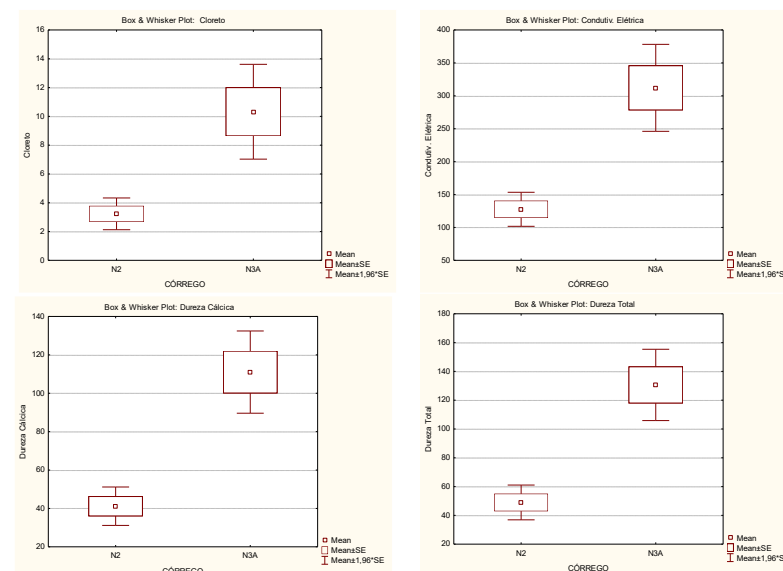 Box & Whisker Plot: Cloreto
16
14
12
10
8
6
4
2
0
Cloreto
N2 N3A
CÓRREGO
Mean
Mean±SE
Mean±1,96*SE
Box & Whisker Plot: Condutiv. Elétrica
400
350
300
250
200
150
100
50
Condutiv. Elétrica
N2 N3A
CÓRREGO
Mean
Mean±SE
Mean±1,96*S
Box & Whisker Plot: Dureza Cálcica
140
120
100
80
60
40
20
Dureza Cálcica
N2 N3A
CÓRREGO
Mean
Mean±SE
Mean±1,96*SE
Box & Whisker Plot: Dureza Total
180
160
140
120
100
80
60
40
20
Dureza Total
N2 N3A
CÓRREGO
Mean
Mean±SE
Mean±1,96*S